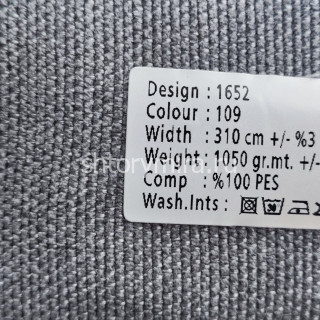 Design : 1652
Colour : 109
Width : 310 cm +/- %3
Weight : 1050 gr.mt. +/-
Comp : %100 PES
Wash.Ints :